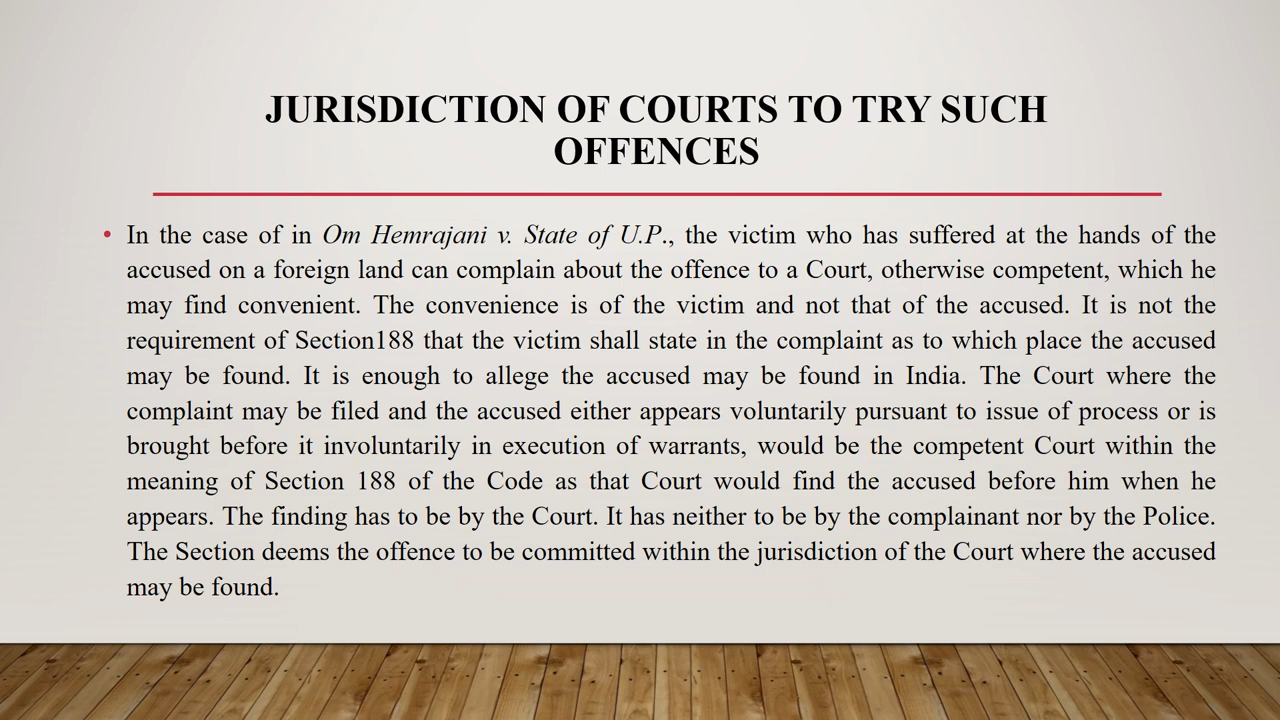 JURISDICTION OF COURTS TO TRY SUCH
OFFENCES
• In the case of in Om Hemrajani v. State of U.P., the victim who has suffered at the hands of the
accused on a foreign land can complain about the offence to a Court, otherwise competent, which he
may find convenient. The convenience is of the victim and not that of the accused. It is not the
requirement of Section188 that the victim shall state in the complaint as to which place the accused
may be found. It is enough to allege the accused may be found in India. The Court where the
complaint may be filed and the accused either appears voluntarily pursuant to issue of process or is
brought before it involuntarily in execution of warrants, would be the competent Court within the
meaning of Section 188 of the Code as that Court would find the accused before him when he
appears. The finding has to be by the Court. It has neither to be by the complainant nor by the Police.
The Section deems the offence to be committed within the jurisdiction of the Court where the accused
may be found.